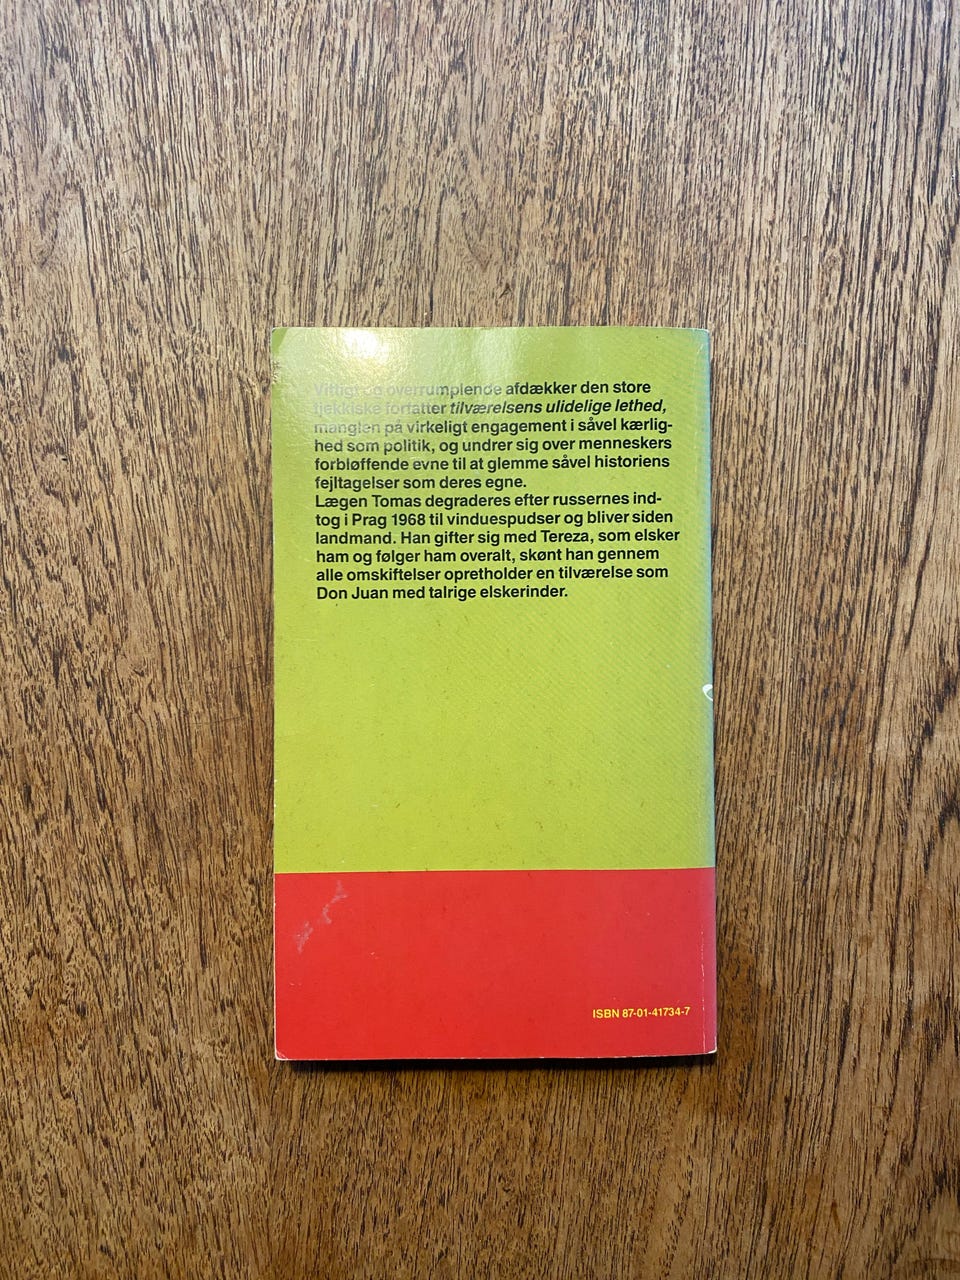 Vittigt og overrumplende afdækker den store
tjekkiske forfatter tilværelsens ulidelige lethed,
manglen på virkeligt engagement i såvel kærlig-
hed som politik, og undrer sig over menneskers
forbløffende evne til at glemme såvel historiens
fejltagelser som deres egne.
Lægen Tomas degraderes efter russernes ind-
tog i Prag 1968 til vinduespudser og bliver siden
landmand. Han gifter sig med Tereza, som elsker
ham og følger ham overalt, skønt han gennem
alle omskiftelser opretholder en tilværelse som
Don Juan med talrige elskerinder.
ISBN 87-01-41734-7